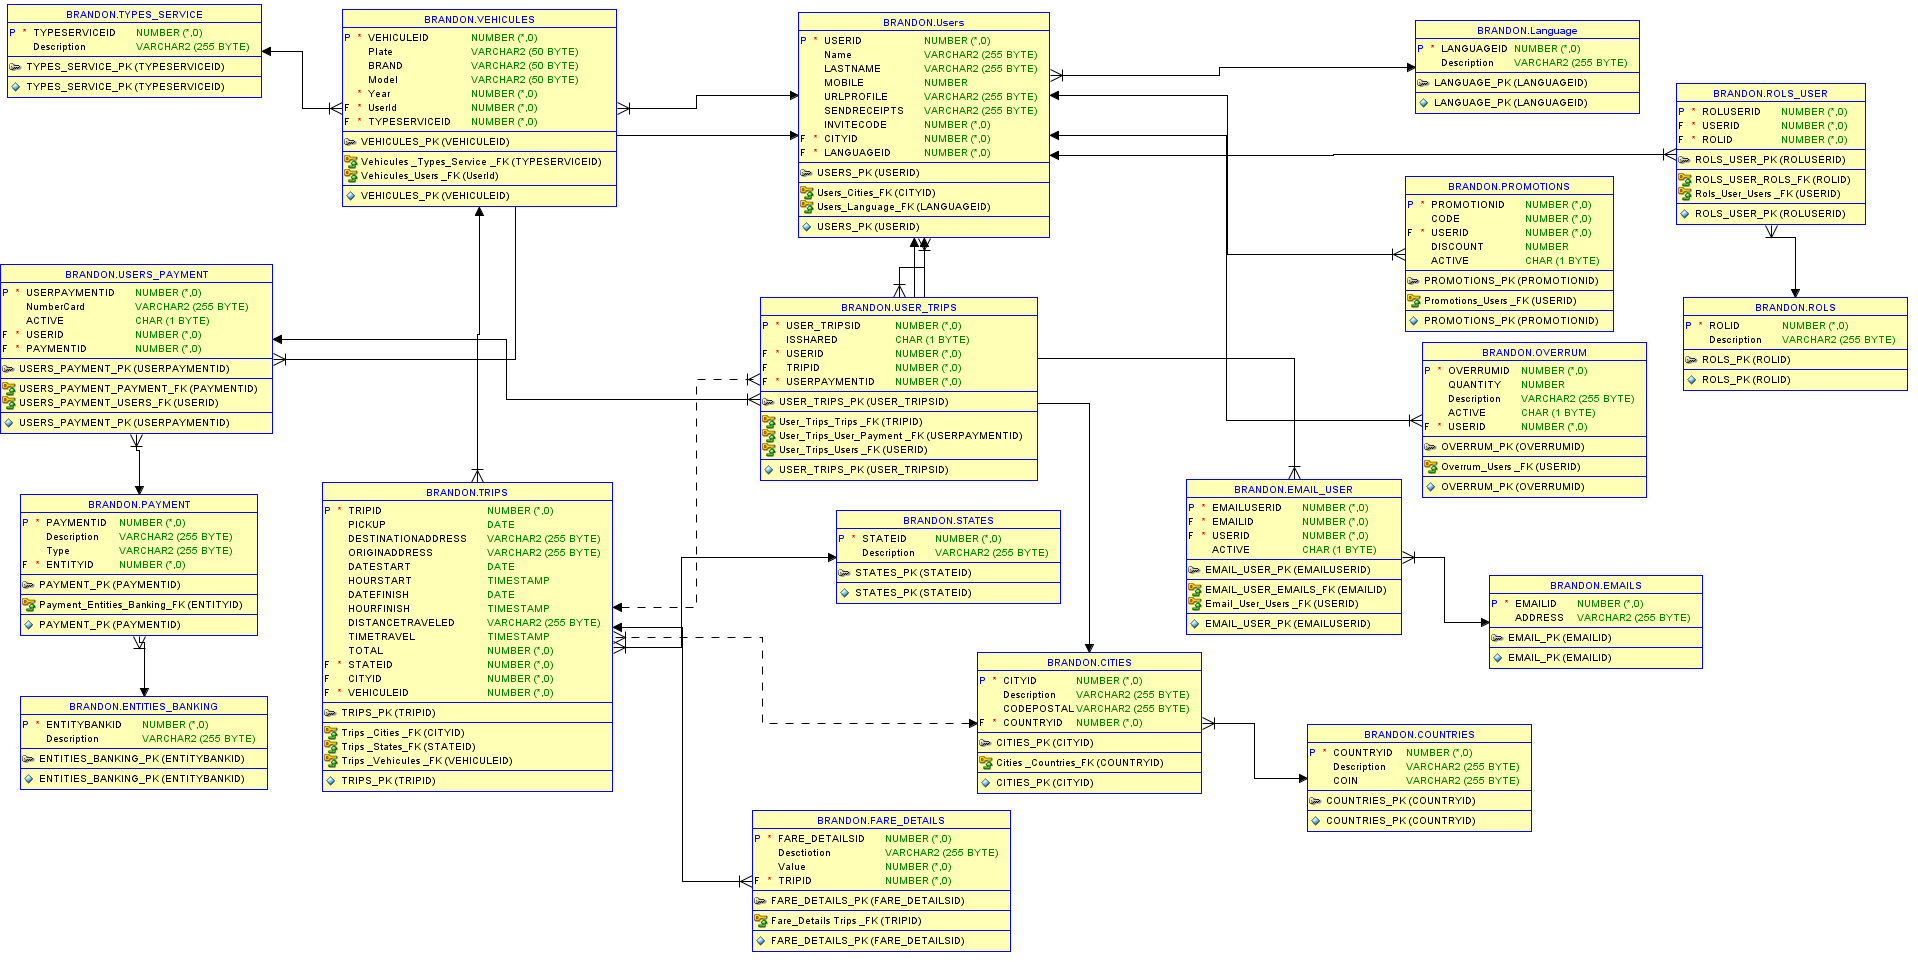 BRANDON.TYPES_SERVICE
P * TYPESERVICEID NUMBER (*,0)
Description VARCHAR2 (255 BYTE)
TYPES_SERVICE_PK (TYPESERVICEID)
TYPES_SERVICE_PK (TYPESERVICEID)
BRANDON.VEHICULES
P * VEHICULEID NUMBER (*,0)
Plate VARCHAR2 (50 BYTE)
BRAND VARCHAR2 (50 BYTE)
Model VARCHAR2 (50 BYTE)
* Year NUMBER (*,0)
F * UserId NUMBER (*,0)
F * TYPESERVICEID NUMBER (*,0)
VEHICULES_PK (VEHICULEID)
Vehicules _Types_Service _FK (TYPESERVICEID)
Vehicules_Users _FK (UserId)
VEHICULES_PK (VEHICULEID)
BRANDON.Users
P * USERID NUMBER (*,0)
Name VARCHAR2 (255 BYTE)
LASTNAME VARCHAR2 (255 BYTE)
MOBILE NUMBER
URLPROFILE VARCHAR2 (255 BYTE)
SENDRECEIPTS VARCHAR2 (255 BYTE)
INVITECODE NUMBER (*,0)
F * CITYID NUMBER (*,0)
F * LANGUAGEID NUMBER (*,0)
USERS_PK (USERID)
Users_Cities_FK (CITYID)
Users_Language_FK (LANGUAGEID)
USERS_PK (USERID)
BRANDON.Language
P * LANGUAGEID NUMBER (*,0)
Description VARCHAR2 (255 BYTE)
LANGUAGE_PK (LANGUAGEID)
LANGUAGE_PK (LANGUAGEID)
BRANDON.ROLS_USER
P * ROLUSERID NUMBER (*,0)
F * USERID NUMBER (*,0)
F * ROLID NUMBER (*,0)
ROLS_USER_PK (ROLUSERID)
ROLS_USER_ROLS_FK (ROLID)
Rols_User_Users _FK (USERID)
ROLS_USER_PK (ROLUSERID)
BRANDON.PROMOTIONS
P * PROMOTIONID NUMBER (*,0)
CODE NUMBER (*,0)
F * USERID NUMBER (*,0)
DISCOUNT NUMBER
ACTIVE CHAR (1 BYTE)
PROMOTIONS_PK (PROMOTIONID)
Promotions_Users _FK (USERID)
PROMOTIONS_PK (PROMOTIONID)
BRANDON.USERS_PAYMENT
P * USERPAYMENTID NUMBER (*,0)
NumberCard VARCHAR2 (255 BYTE)
ACTIVE CHAR (1 BYTE)
F * USERID NUMBER (*,0)
F * PAYMENTID NUMBER (*,0)
USERS_PAYMENT_PK (USERPAYMENTID)
USERS_PAYMENT_PAYMENT_FK (PAYMENTID)
USERS_PAYMENT_USERS_FK (USERID)
USERS_PAYMENT_PK (USERPAYMENTID)
BRANDON.USER_TRIPS
P * USER_TRIPSID NUMBER (*,0)
ISSHARED CHAR (1 BYTE)
F * USERID NUMBER (*,0)
F TRIPID NUMBER (*,0)
F * USERPAYMENTID NUMBER (*,0)
USER_TRIPS_PK (USER_TRIPSID)
User_Trips_Trips _FK (TRIPID)
User_Trips_User_Payment _FK (USERPAYMENTID)
User_Trips_Users _FK (USERID)
USER_TRIPS_PK (USER_TRIPSID)
BRANDON.ROLS
P * ROLID NUMBER (*,0)
Description VARCHAR2 (255 BYTE)
ROLS_PK (ROLID)
ROLS_PK (ROLID)
BRANDON.OVERRUM
P * OVERRUMID NUMBER (*,0)
QUANTITY NUMBER
Description VARCHAR2 (255 BYTE)
ACTIVE CHAR (1 BYTE)
F * USERID NUMBER (*,0)
OVERRUM_PK (OVERRUMID)
Overrum_Users _FK (USERID)
OVERRUM_PK (OVERRUMID)
BRANDON.PAYMENT
P * PAYMENTID NUMBER (*,0)
Description VARCHAR2 (255 BYTE)
Type VARCHAR2 (255 BYTE)
F * ENTITYID NUMBER (*,0)
PAYMENT_PK (PAYMENTID)
Payment_Entities_Banking_FK (ENTITYID)
PAYMENT_PK (PAYMENTID)
BRANDON.TRIPS
P * TRIPID NUMBER (*,0)
PICKUP DATE
DESTINATIONADDRESS VARCHAR2 (255 BYTE)
ORIGINADDRESS VARCHAR2 (255 BYTE)
DATESTART DATE
HOURSTART TIMESTAMP
DATEFINISH DATE
HOURFINISH TIMESTAMP
DISTANCETRAVELED VARCHAR2 (255 BYTE)
TIMETRAVEL TIMESTAMP
TOTAL NUMBER (*,0)
F * STATEID NUMBER (*,0)
F CITYID NUMBER (*,0)
F * VEHICULEID NUMBER (*,0)
TRIPS_PK (TRIPID)
Trips _Cities _FK (CITYID)
Trips _States_FK (STATEID)
Trips _Vehicules _FK (VEHICULEID)
TRIPS_PK (TRIPID)
BRANDON.STATES
P * STATEID NUMBER (*,0)
Description VARCHAR2 (255 BYTE)
STATES_PK (STATEID)
STATES_PK (STATEID)
BRANDON.EMAIL_USER
P * EMAILUSERID NUMBER (*,0)
F * EMAILID NUMBER (*,0)
F * USERID NUMBER (*,0)
ACTIVE CHAR (1 BYTE)
EMAIL_USER_PK (EMAILUSERID)
EMAIL_USER_EMAILS_FK (EMAILID)
Email_User_Users _FK (USERID)
EMAIL_USER_PK (EMAILUSERID)
BRANDON.EMAILS
P * EMAILID NUMBER (*,0)
ADDRESS VARCHAR2 (255 BYTE)
EMAIL_PK (EMAILID)
EMAIL_PK (EMAILID)
BRANDON.ENTITIES_BANKING
P * ENTITYBANKID NUMBER (*,0)
Description VARCHAR2 (255 BYTE)
ENTITIES_BANKING_PK (ENTITYBANKID)
ENTITIES_BANKING_PK (ENTITYBANKID)
BRANDON.CITIES
P * CITYID NUMBER (*,0)
Description VARCHAR2 (255 BYTE)
CODEPOSTAL VARCHAR2 (255 BYTE)
F * COUNTRYID NUMBER (*,0)
CITIES_PK (CITYID)
Cities _Countries_FK (COUNTRYID)
CITIES_PK (CITYID)
BRANDON.COUNTRIES
P * COUNTRYID NUMBER (*,0)
Description VARCHAR2 (255 BYTE)
COIN VARCHAR2 (255 BYTE)
COUNTRIES_PK (COUNTRYID)
COUNTRIES_PK (COUNTRYID)
BRANDON.FARE_DETAILS
P * FARE_DETAILSID NUMBER (*,0)
Desctiotion VARCHAR2 (255 BYTE)
Value NUMBER (*,0)
F * TRIPID NUMBER (*,0)
FARE_DETAILS_PK (FARE_DETAILSID)
Fare_Details Trips _FK (TRIPID)
FARE_DETAILS_PK (FARE_DETAILSID)